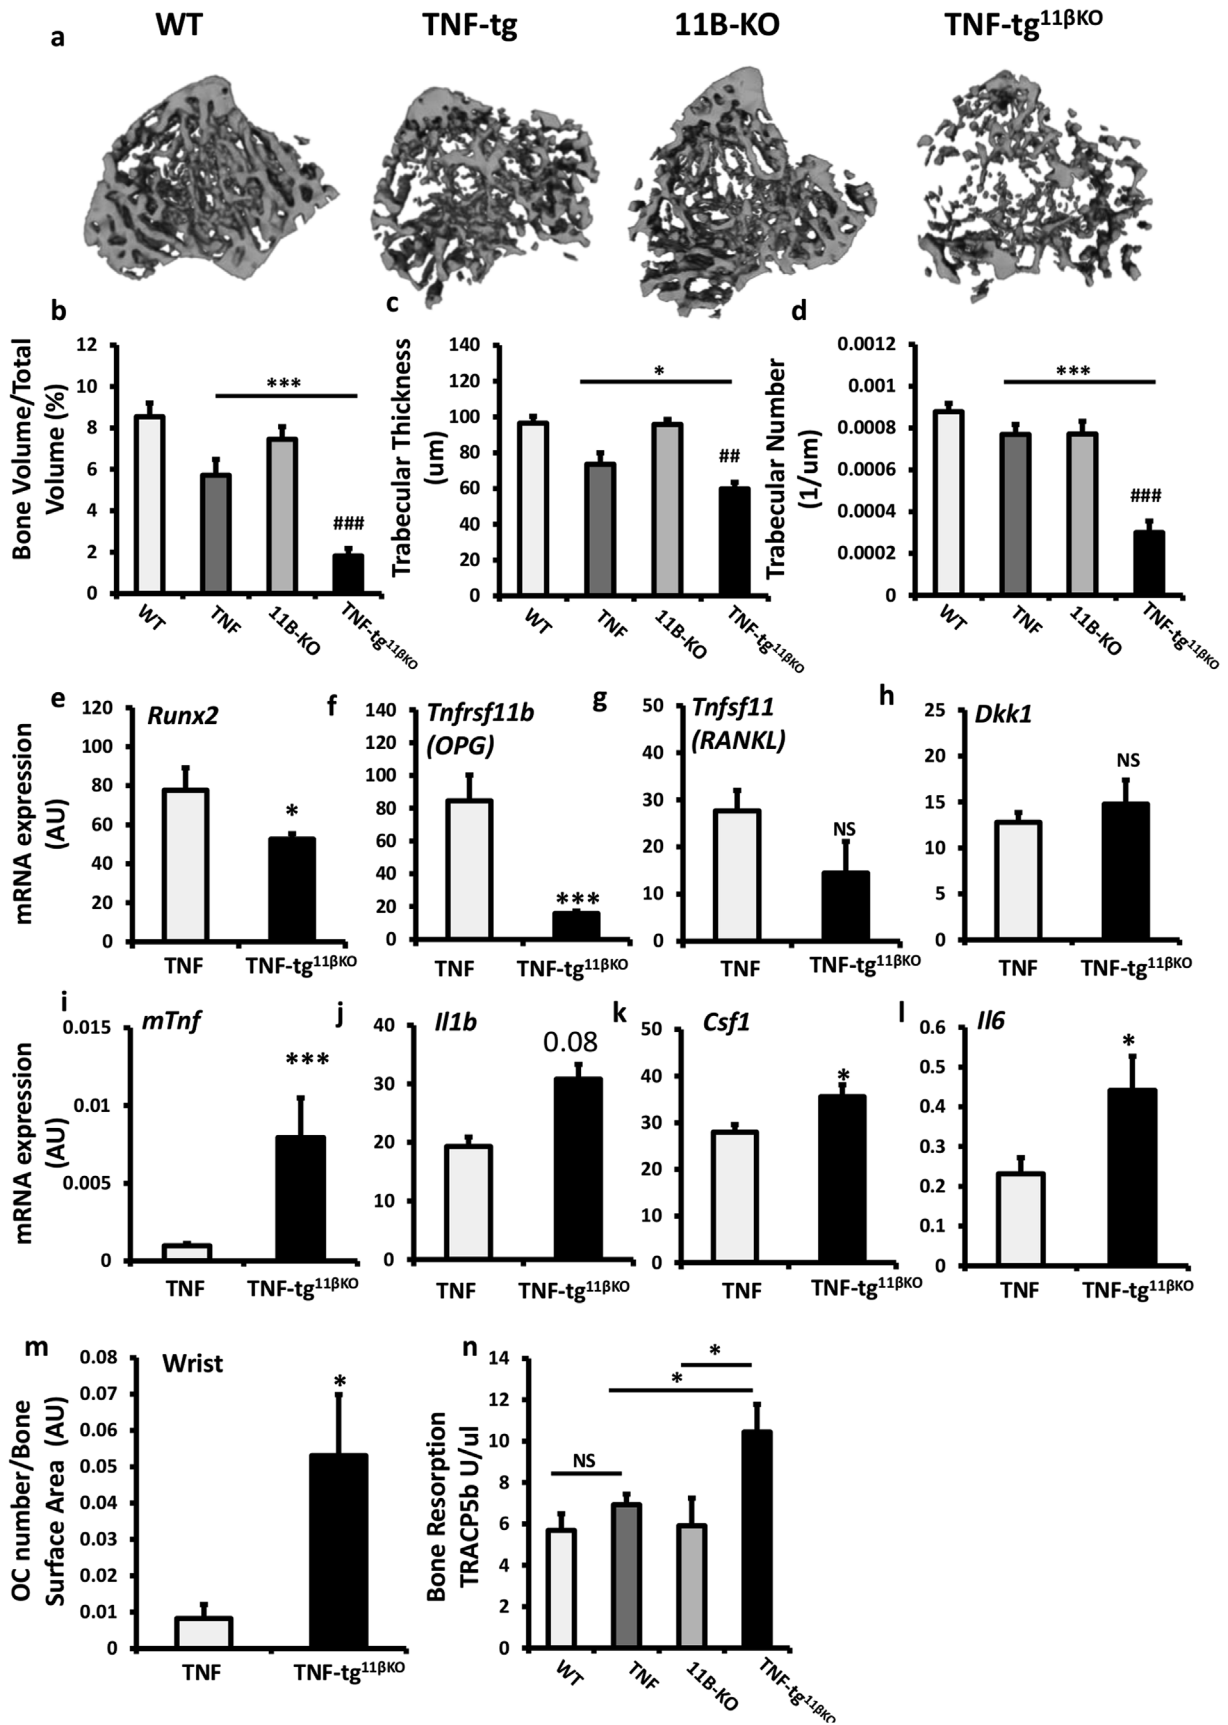 a
WT
TNF-tg
11B-KO
TNF-tg11βKO
b
Bone Volume/Total
Volume (%)
12
10
8
6
4
2
0
***
###
WT
TNF
11B-KO
TNF-tg11βKO
c
Trabecular Thickness
(um)
140
120
100
80
60
40
20
0
*
##
WT
TNF
11B-KO
TNF-tg11βKO
d
Trabecular Number
(1/um)
0.0012
0.001
0.0008
0.0006
0.0004
0.0002
0
***
###
WT
TNF
11B-KO
TNF-tg11βKO
e
mRNA expression
(AU)
Runx2
120
100
80
60
40
20
0
*
TNF
TNF-tg11βKO
f
Tnfrsf11b
(OPG)
140
120
100
80
60
40
20
0
***
TNF
TNF-tg11βKO
g
Tnfsf11
(RANKL)
50
40
30
20
10
0
NS
TNF
TNF-tg11βKO
h
Dkk1
25
20
15
10
5
0
NS
TNF
TNF-tg11βKO
i
mRNA expression
(AU)
mTnf
0.015
0.01
0.005
0
***
TNF
TNF-tg11βKO
j
Il1b
40
30
20
10
0
0.08
TNF
TNF-tg11βKO
k
Csf1
50
40
30
20
10
0
*
TNF
TNF-tg11βKO
l
Il6
0.6
0.5
0.4
0.3
0.2
0.1
0
*
TNF
TNF-tg11βKO
m
OC number/Bone
Surface Area (AU)
Wrist
0.08
0.07
0.06
0.05
0.04
0.03
0.02
0.01
0
*
TNF
TNF-tg11βKO
n
Bone Resorption
TRACP5b U/ul
14
12
10
8
6
4
2
0
NS
*
*
WT
TNF
11B-KO
TNF-tg11βKO